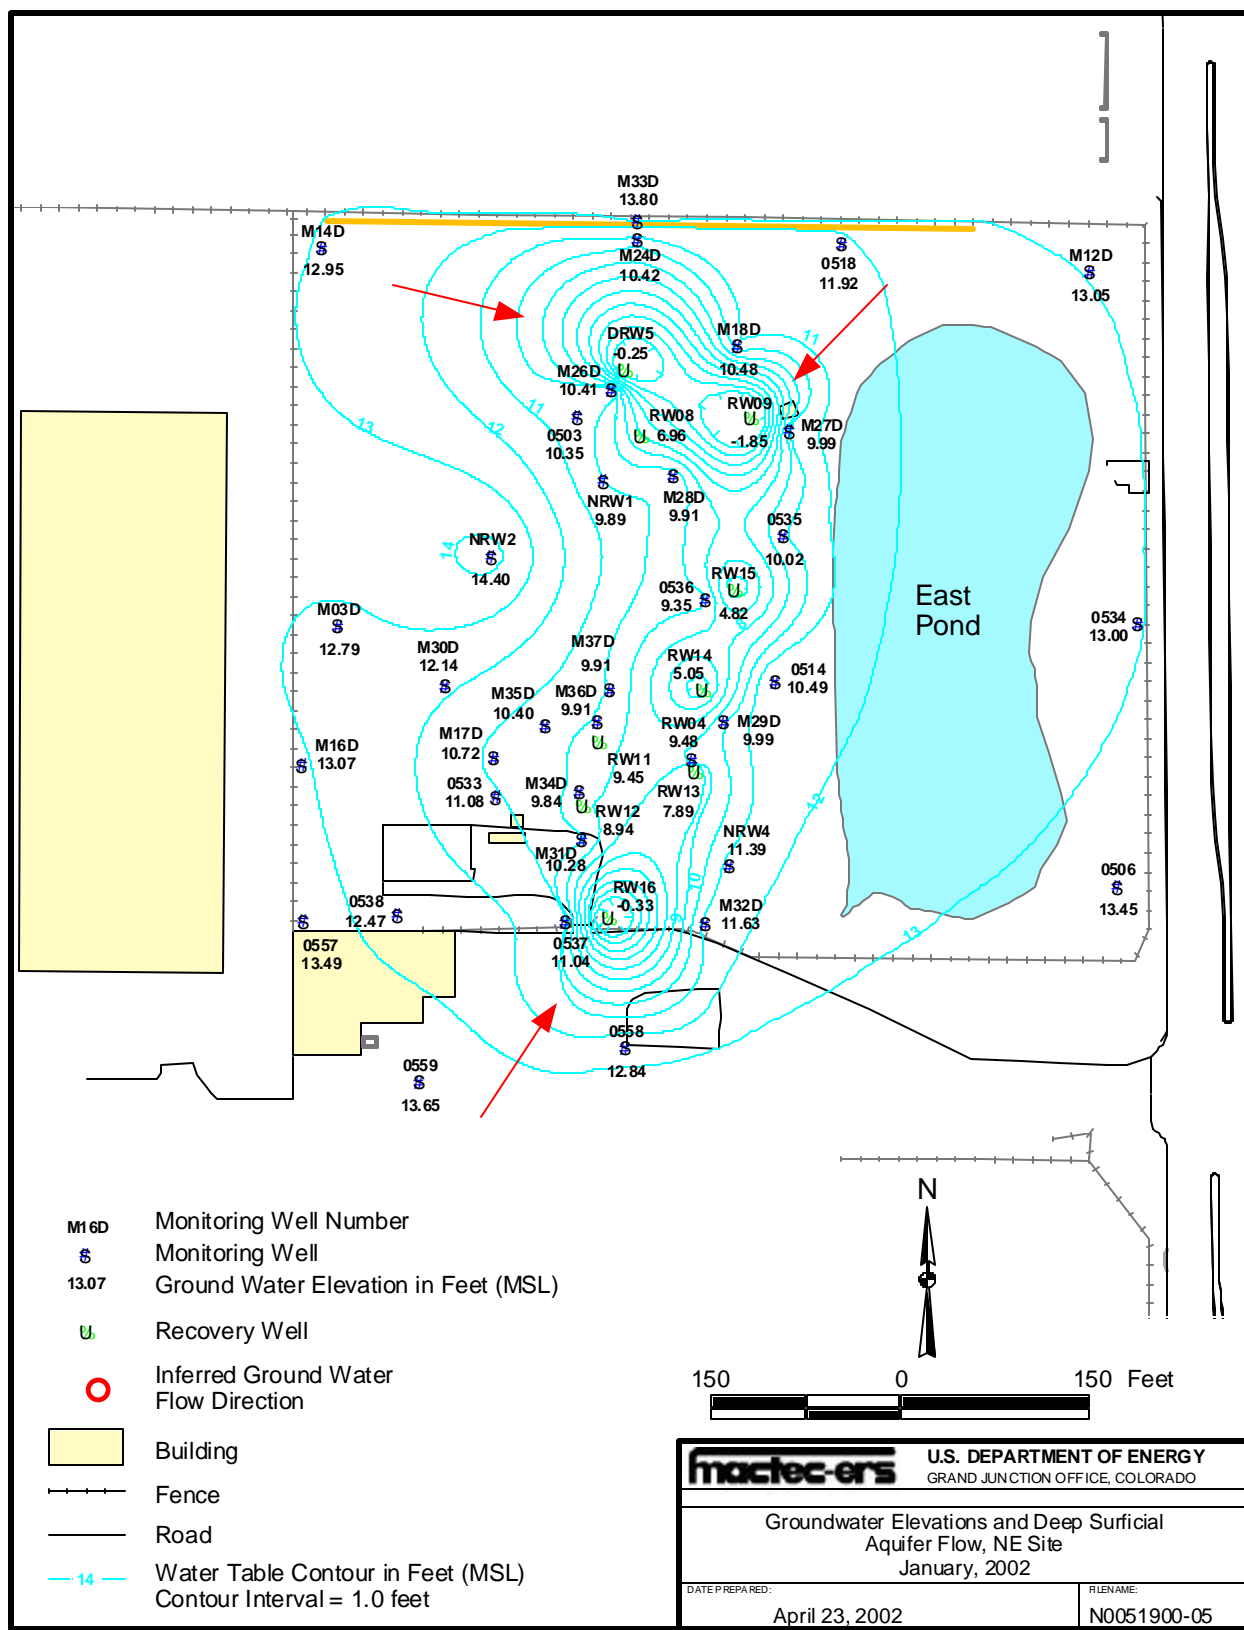 M33D
13.80
M14D
12.95
M24D
10.42
0518
11.92
M12D
13.05
11
DRW5
-0.25
M18D
10.48
M26D
10.41
11
12
13
RW09
-1.85
RW08
6.96
M27D
9.99
0503
10.35
NRW1
9.89
M28D
9.91
0535
10.02
NRW2
14.40
14
RW15
4.82
0536
9.35
East
Pond
M03D
12.79
0534
13.00
M30D
12.14
M37D
9.91
RW14
5.05
0514
10.49
M35D
10.40
M36D
9.91
RW04
9.48
M29D
9.99
M17D
10.72
M16D
13.07
RW11
9.45
0533
11.08
M34D
9.84
RW13
7.89
12
RW12
8.94
NRW4
11.39
M31D
10.28
10
0506
13.45
RW16
-0.33
0538
12.47
M32D
11.63
9
13
0557
13.49
0537
11.04
0558
12.84
0559
13.65
N
M16D Monitoring Well Number
Monitoring Well
13.07 Ground Water Elevation in Feet (MSL)
Recovery Well
Inferred Ground Water
Flow Direction
Building
Fence
Road
14 Water Table Contour in Feet (MSL)
Contour Interval = 1.0 feet
150 0 150 Feet
mactec-ers
U.S. DEPARTMENT OF ENERGY
GRAND JUNCTION OFFICE, COLORADO
Groundwater Elevations and Deep Surficial
Aquifer Flow, NE Site
January, 2002
DATE PREPARED:
April 23, 2002
FILENAME:
N0051900-05